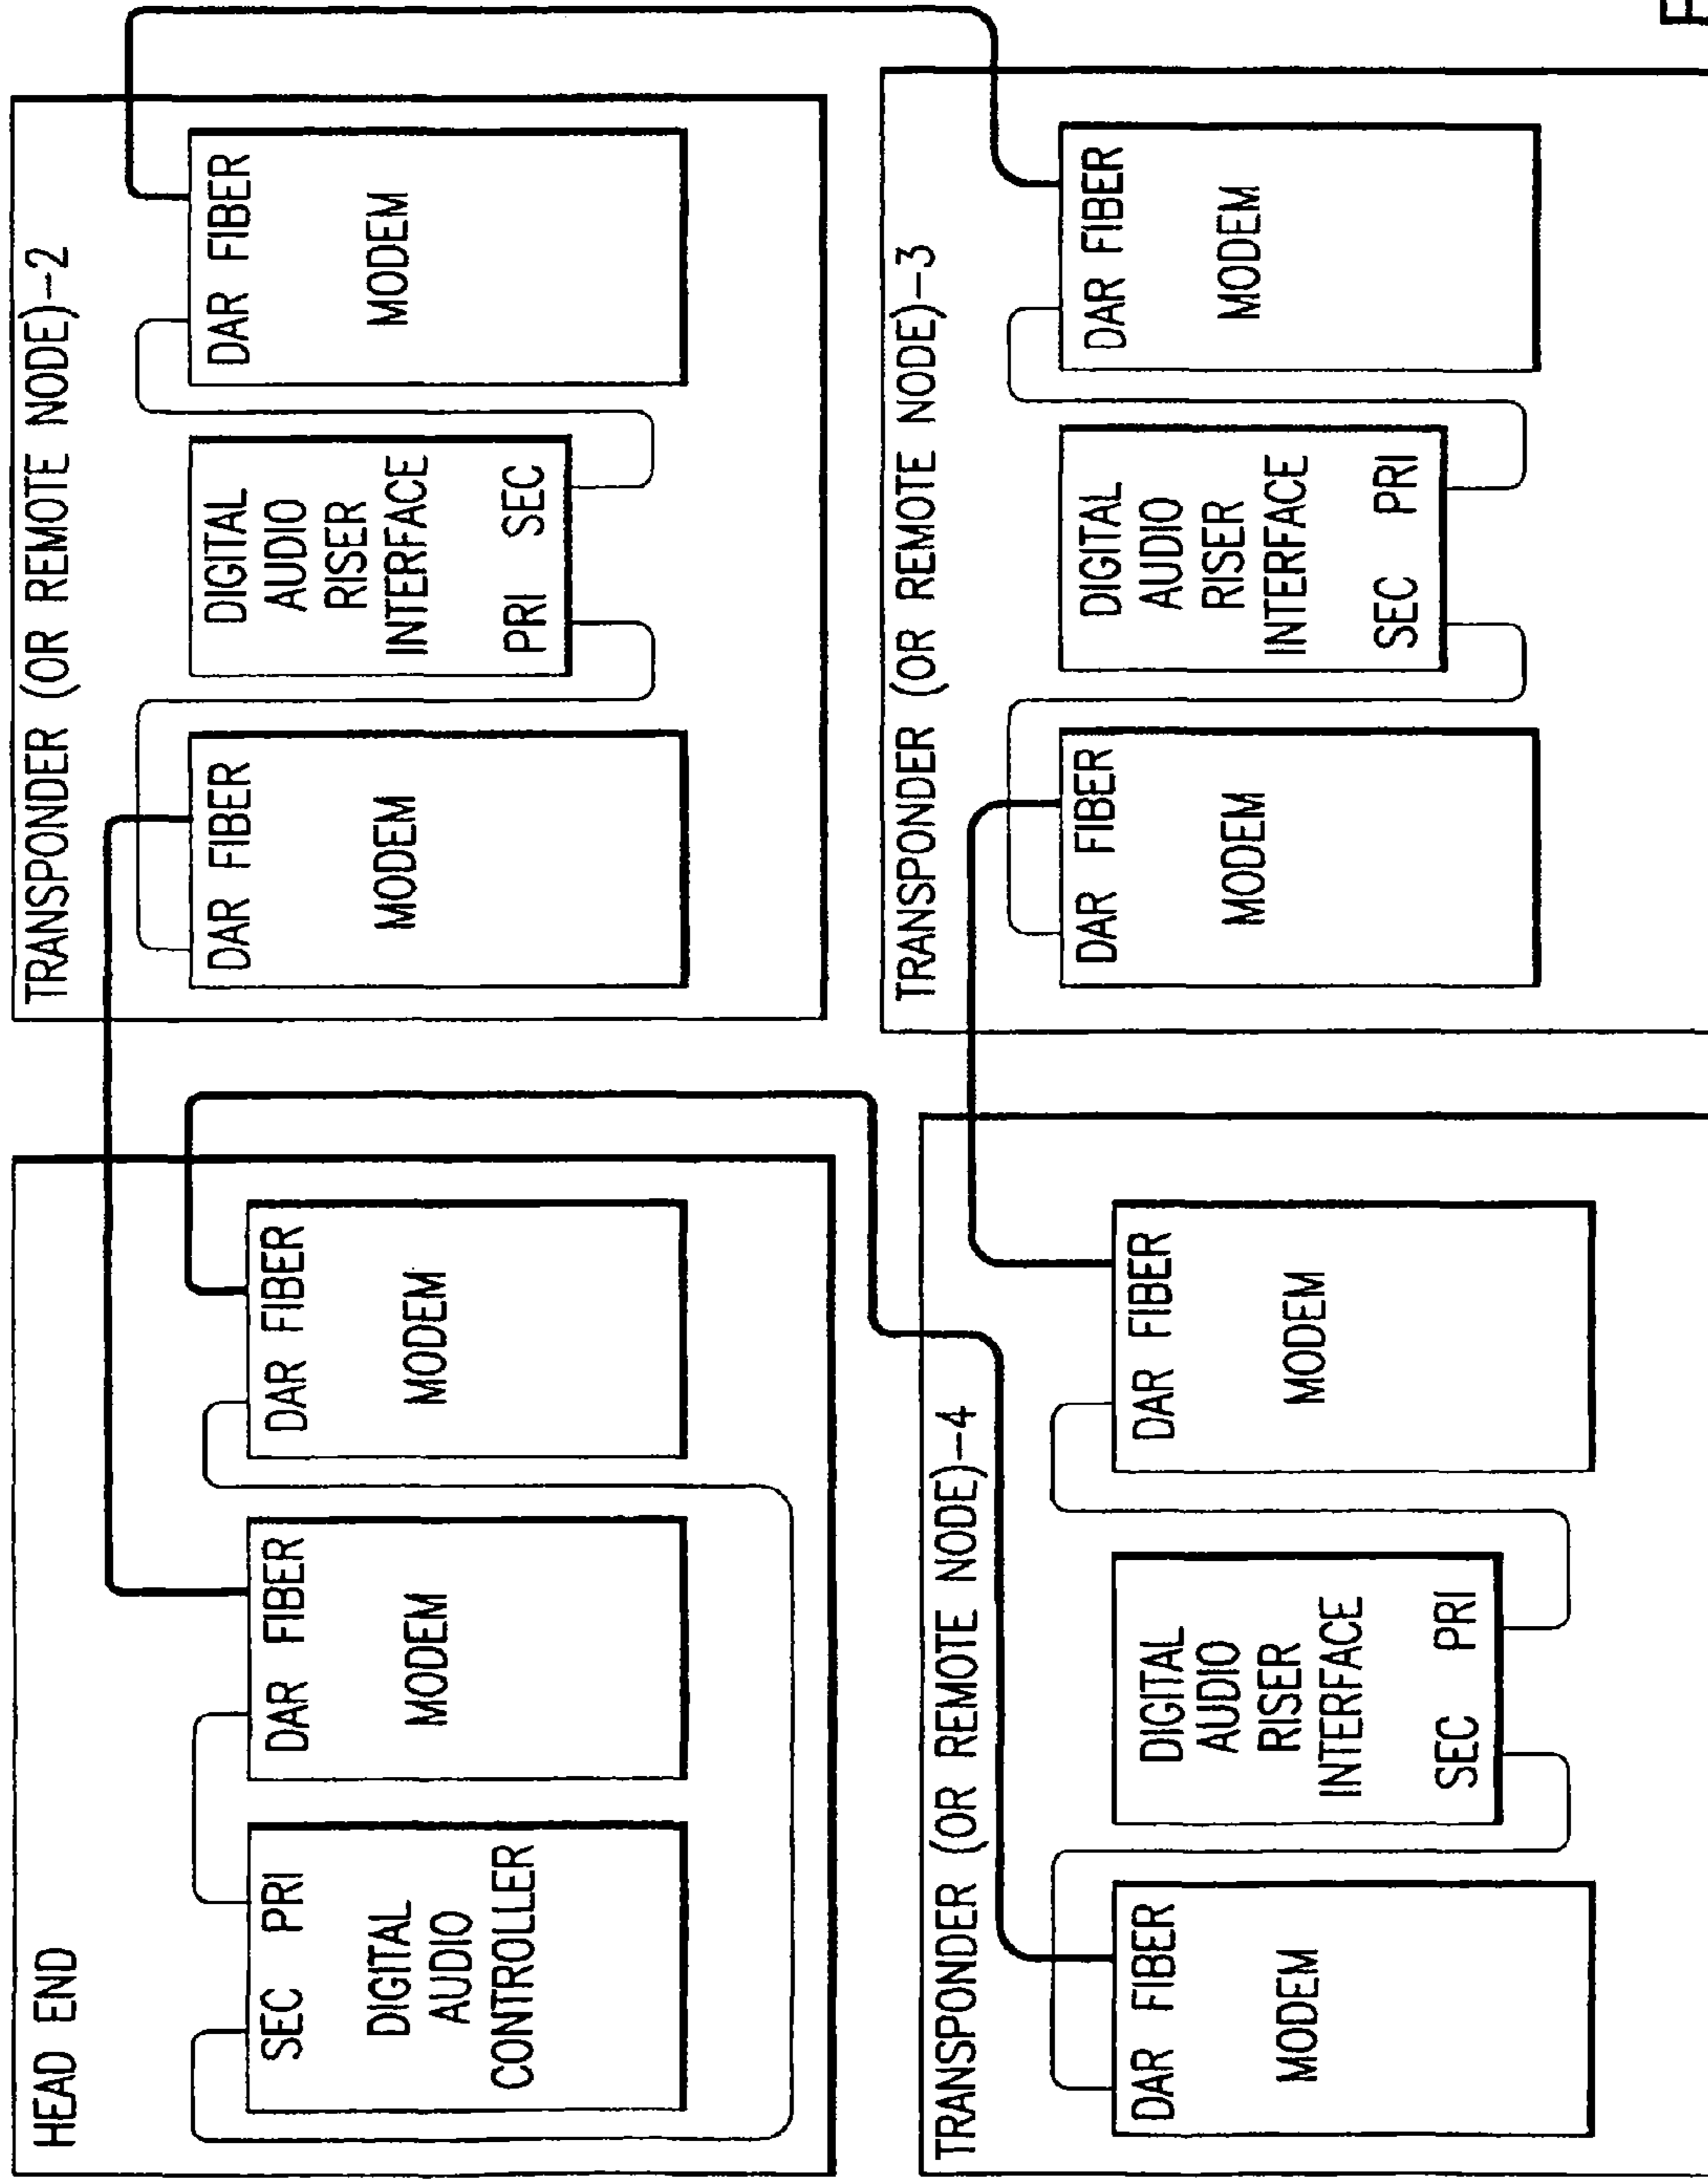 HEAD END
SEC PRI
DIGITAL
AUDIO
CONTROLLER
DAR FIBER
MODEM
DAR FIBER
MODEM
TRANSPONDER (OR REMOTE NODE)-2
DAR FIBER
MODEM
DIGITAL
AUDIO
RISER
INTERFACE
PRI SEC
DAR FIBER
MODEM
TRANSPONDER (OR REMOTE NODE)-4
DAR FIBER
MODEM
DIGITAL
AUDIO
RISER
INTERFACE
SEC PRI
DAR FIBER
MODEM
TRANSPONDER (OR REMOTE NODE)-3
DAR FIBER
MODEM
DIGITAL
AUDIO
RISER
INTERFACE
SEC PRI
DAR FIBER
MODEM